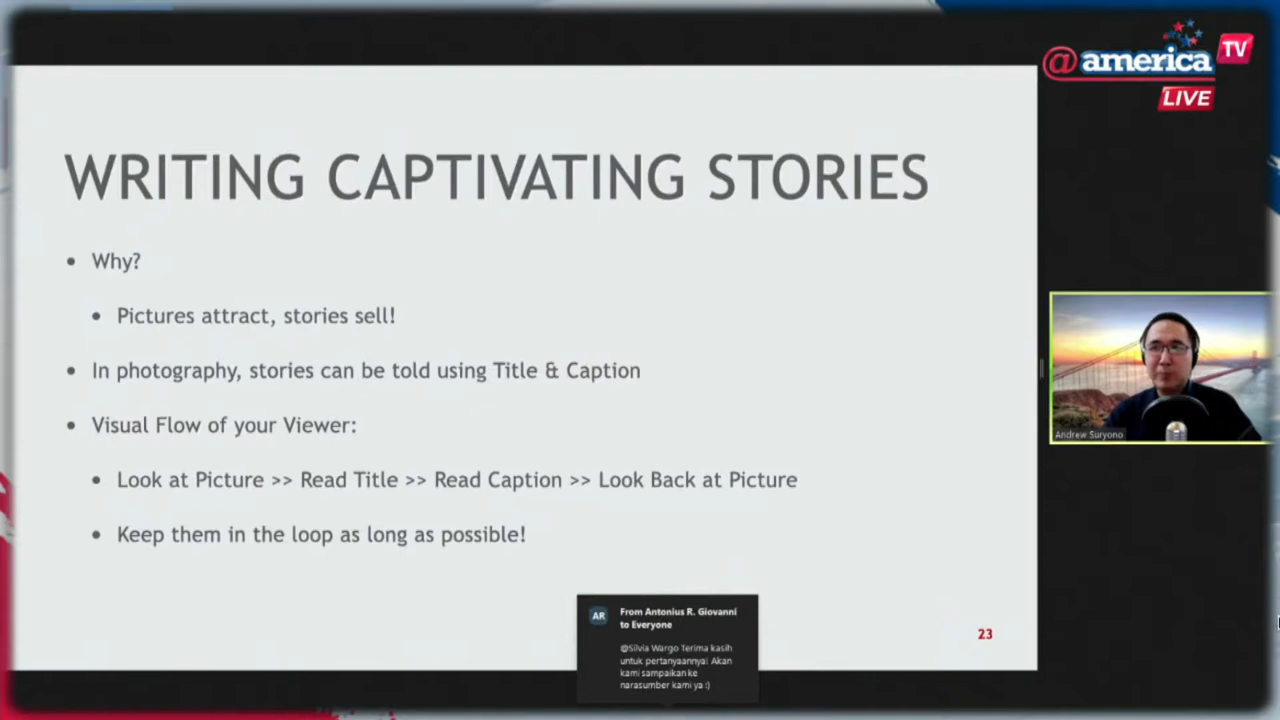 @america TV
LIVE
WRITING CAPTIVATING STORIES
• Why?
• Pictures attract, stories sell!
• In photography, stories can be told using Title & Caption
• Visual Flow of your Viewer:
• Look at Picture >> Read Title >> Read Caption >> Look Back at Picture
• Keep them in the loop as long as possible!
23
Andrew Suryono
AR
From Antonius R. Giovanni
to Everyone
@Silvia Wargo Terima kasih
untuk pertanyaannya! Akan
kami sampaikan ke
narasumber kami ya :)